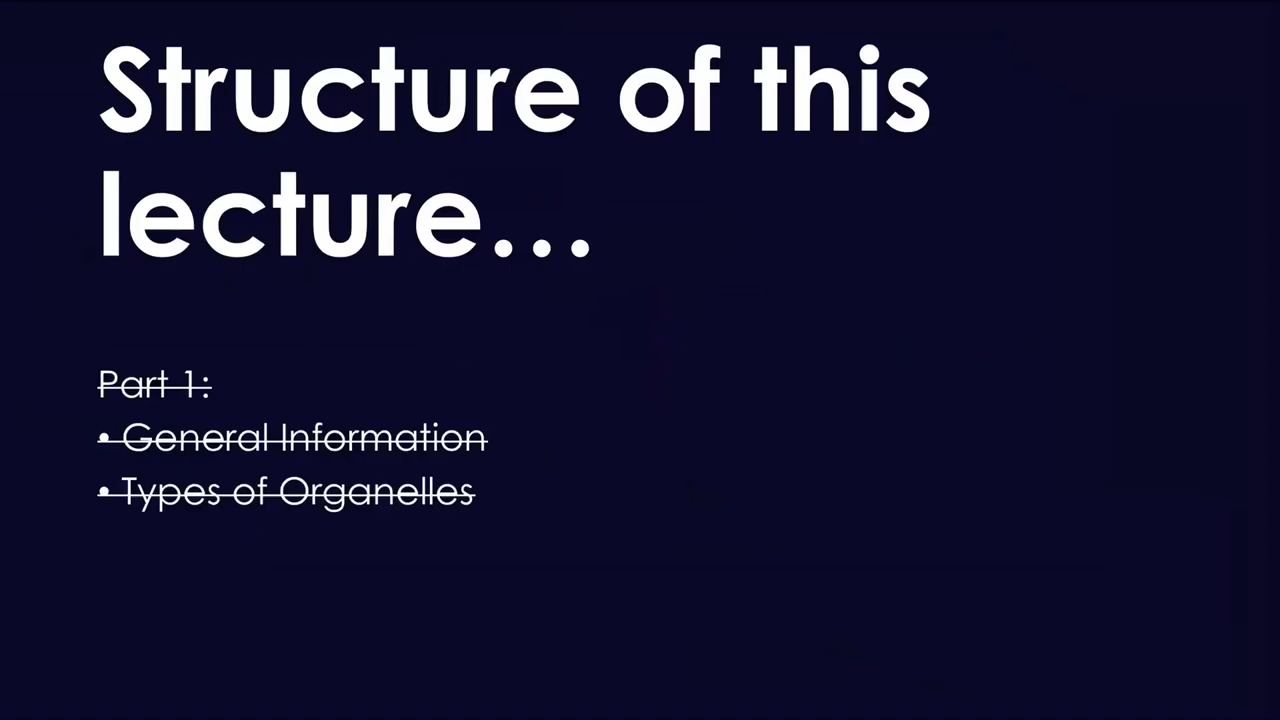 Structure of this
lecture...
Part 1:
• General Information
• Types of Organelles